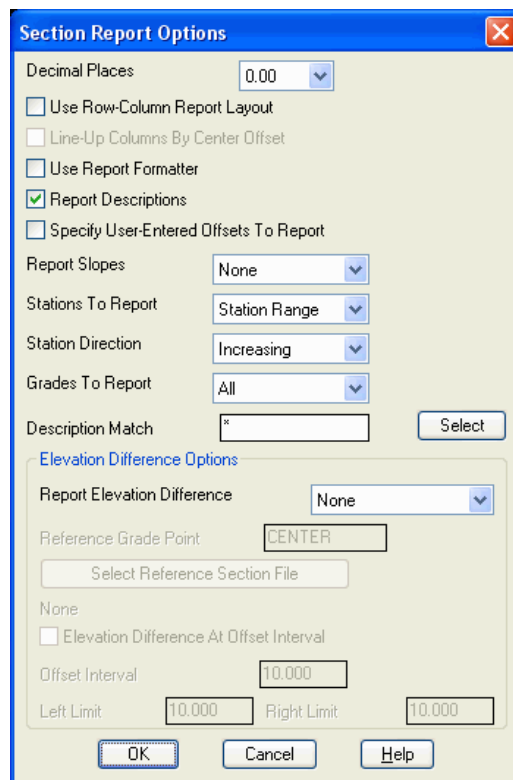 Section Report Options
Decimal Places 0.00
Use Row-Column Report Layout
Line-Up Columns By Center Offset
Use Report Formatter
Report Descriptions
Specify User-Entered Offsets To Report
Report Slopes None
Stations To Report Station Range
Station Direction Increasing
Grades To Report All
Description Match * Select
Elevation Difference Options
Report Elevation Difference None
Reference Grade Point CENTER
Select Reference Section File
None
Elevation Difference At Offset Interval
Offset Interval 10.000
Left Limit 10.000 Right Limit 10.000
OK Cancel Help